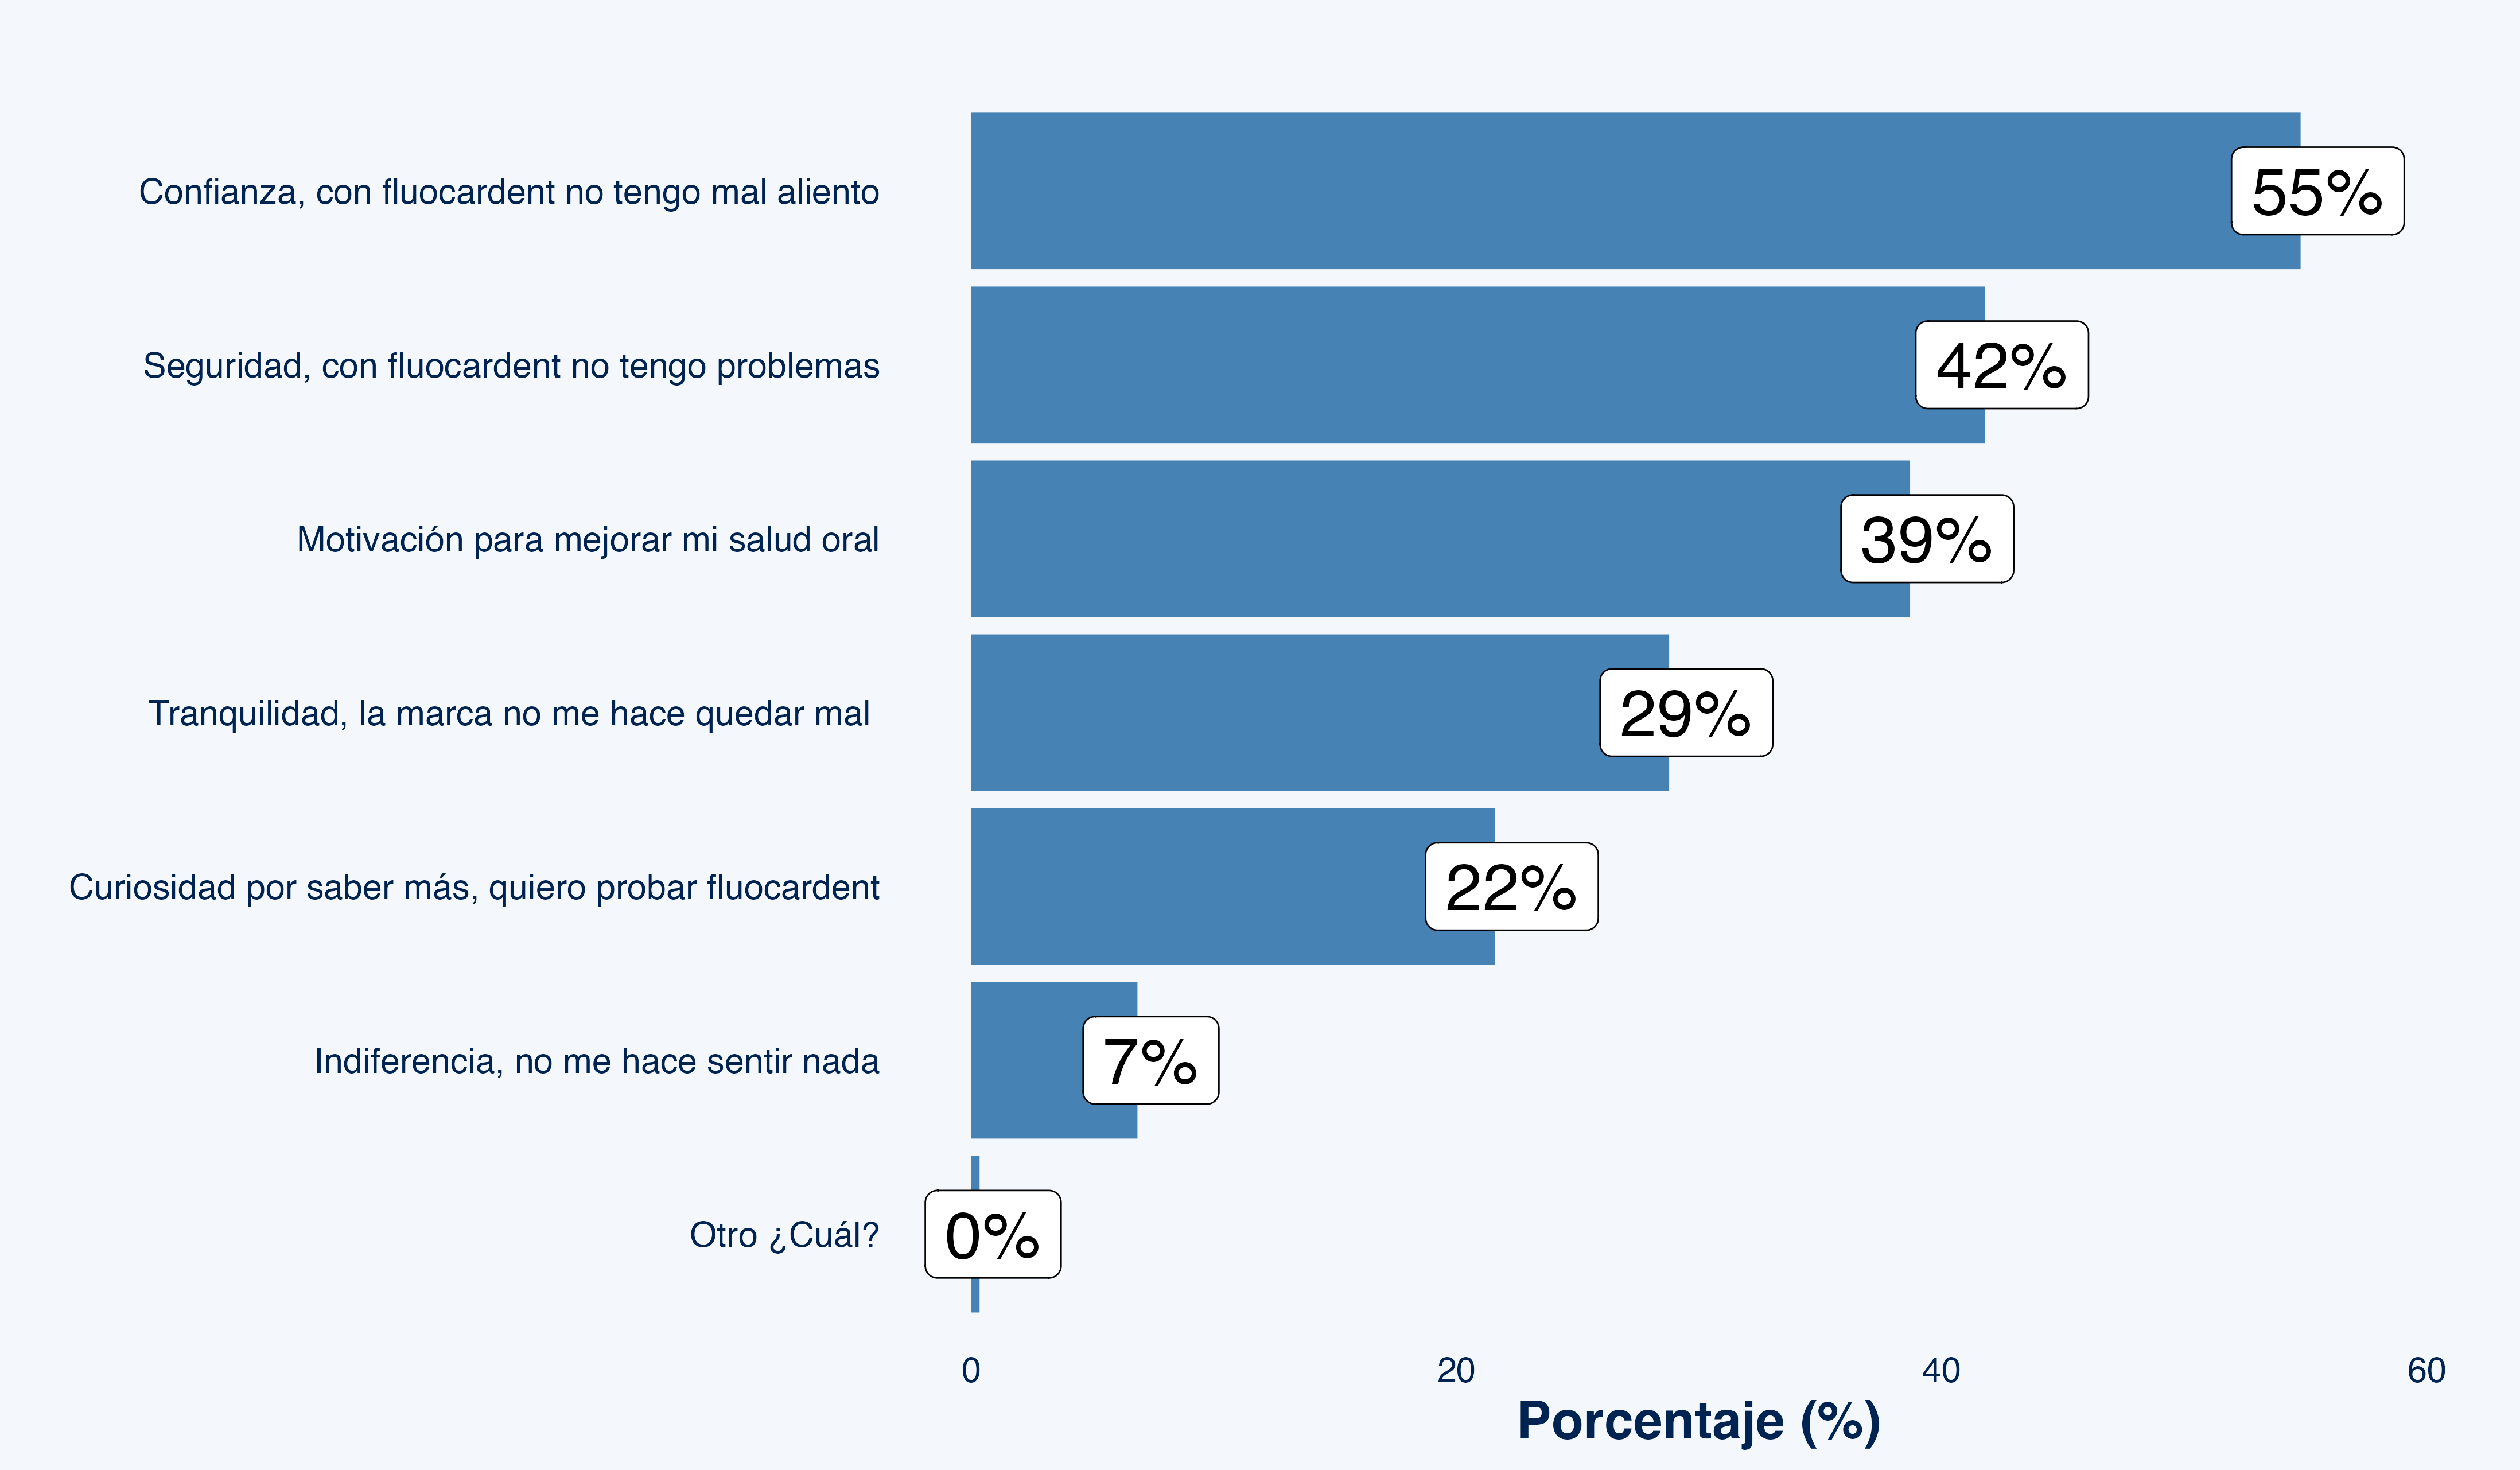 Confianza, con fluocardent no tengo mal aliento 55%
Seguridad, con fluocardent no tengo problemas 42%
Motivación para mejorar mi salud oral 39%
Tranquilidad, la marca no me hace quedar mal 29%
Curiosidad por saber más, quiero probar fluocardent 22%
Indiferencia, no me hace sentir nada 7%
Otro ¿Cuál? 0%
0 20 40 60
Porcentaje (%)